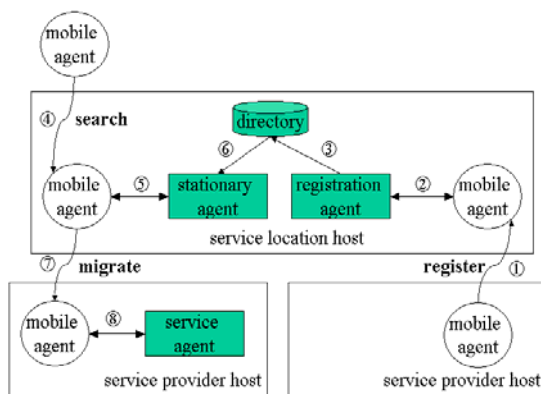 mobile
agent
④ search
directory
⑥ ③
mobile
agent
⑤
stationary
agent
registration
agent
②
mobile
agent
service location host
⑦ migrate
register ①
mobile
agent
⑧
service
agent
service provider host
mobile
agent
service provider host